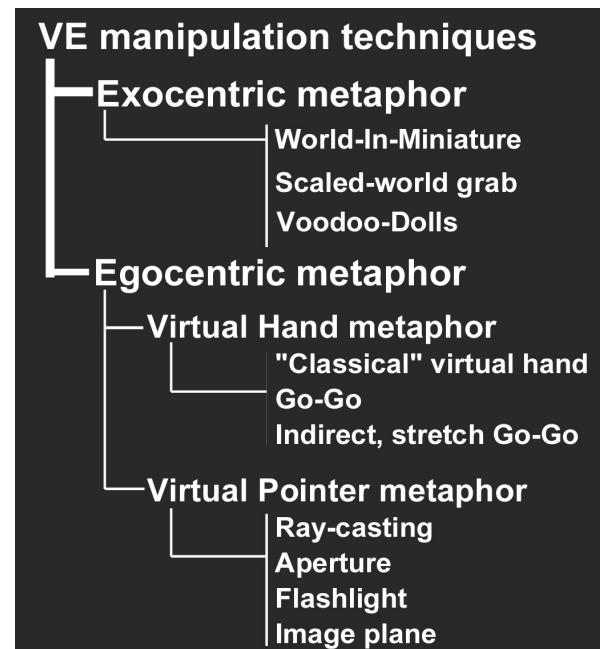 VE manipulation techniques
Exocentric metaphor
World-In-Miniature
Scaled-world grab
Voodoo-Dolls
Egocentric metaphor
Virtual Hand metaphor
"Classical" virtual hand
Go-Go
Indirect, stretch Go-Go
Virtual Pointer metaphor
Ray-casting
Aperture
Flashlight
Image plane